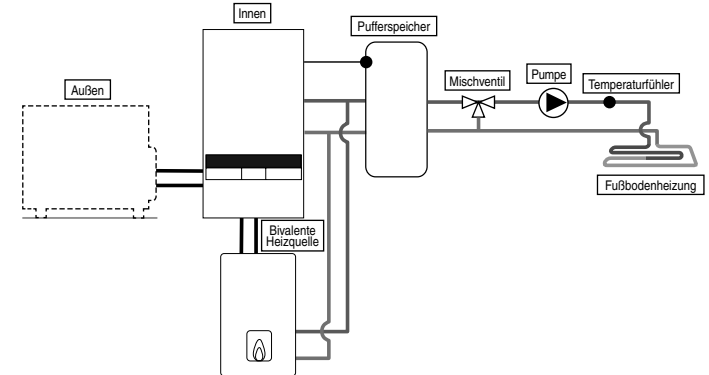 Innen
Pufferspeicher
Außen
Mischventil
Pumpe
Temperaturfühler
Fußbodenheizung
Bivalente
Heizquelle